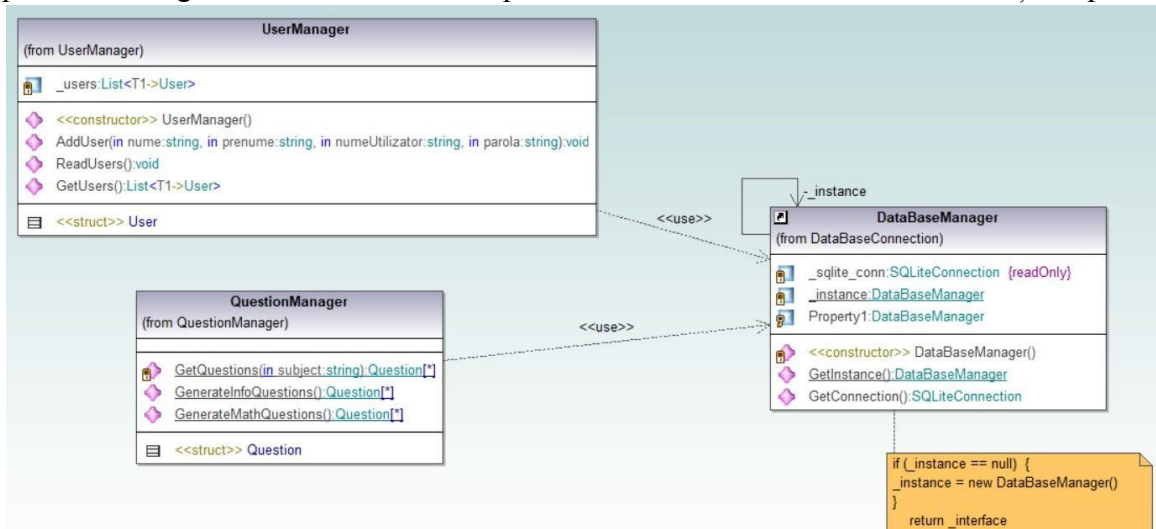 UserManager
(from UserManager)
_users:List<T1->User>
<<constructor>> UserManager()
AddUser(in nume:string, in prenume:string, in numeUtilizator:string, in parola:string):void
ReadUsers():void
GetUsers():List<T1->User>
<<struct>> User
-_instance
<<use>>
DataBaseManager
(from DataBaseConnection)
_sqlite_conn:SQLiteConnection {readOnly}
_instance:DataBaseManager
Property1:DataBaseManager
<<constructor>> DataBaseManager()
GetInstance():DataBaseManager
GetConnection():SQLiteConnection
QuestionManager
(from QuestionManager)
<<use>>
GetQuestions(in subject:string):Question[*]
GenerateInfoQuestions():Question[*]
GenerateMathQuestions():Question[*]
<<struct>> Question
if (_instance == null) {
_instance = new DataBaseManager()
}
return _interface